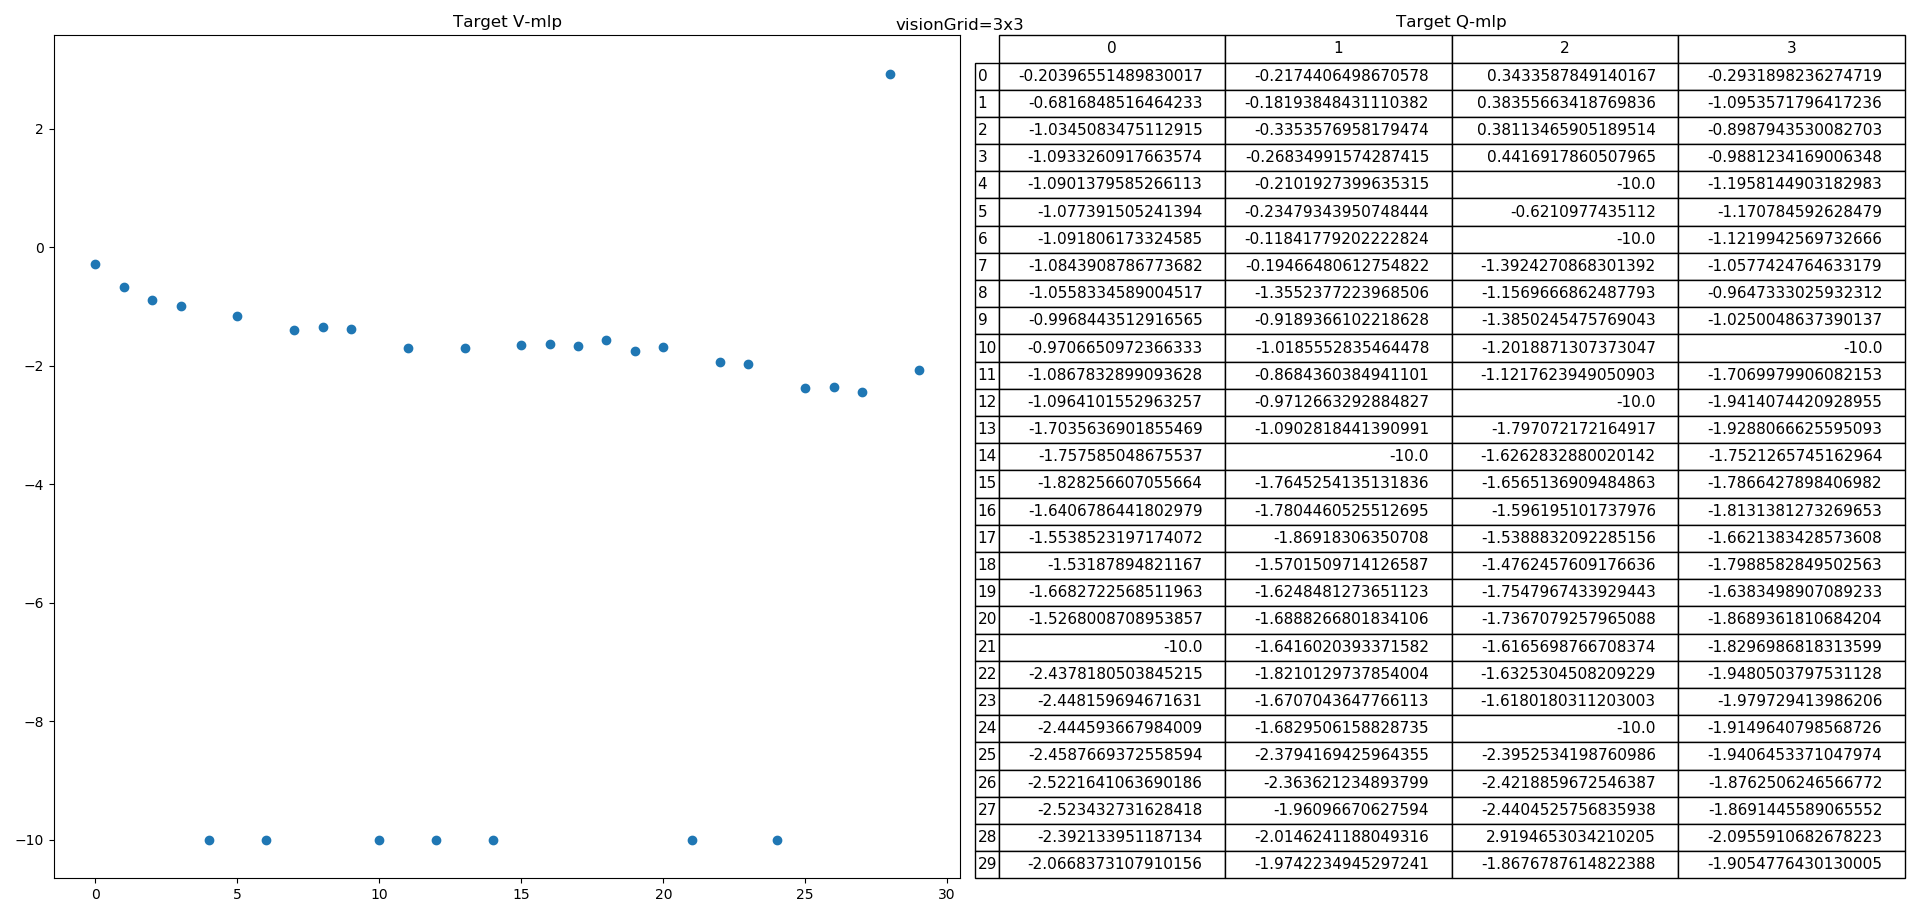 Target V-mlp
visionGrid=3x3
Target Q-mlp
2
0
−2
−4
−6
−8
−10
0 5 10 15 20 25 30
0 1 2 3
0 -0.20396551489830017 -0.2174406498670578 0.3433587849140167 -0.2931898236274719
1 -0.6816848516464233 -0.18193848431110382 0.38355663418769836 -1.0953571796417236
2 -1.0345083475112915 -0.3353576958179474 0.38113465905189514 -0.8987943530082703
3 -1.0933260917663574 -0.26834991574287415 0.4416917860507965 -0.9881234169006348
4 -1.0901379585266113 -0.2101927399635315 -10.0 -1.1958144903182983
5 -1.077391505241394 -0.23479343950748444 -0.6210977435112 -1.170784592628479
6 -1.091806173324585 -0.11841779202222824 -10.0 -1.1219942569732666
7 -1.0843908786773682 -0.19466480612754822 -1.3924270868301392 -1.0577424764633179
8 -1.0558334589004517 -1.3552377223968506 -1.1569666862487793 -0.9647333025932312
9 -0.9968443512916565 -0.9189366102218628 -1.3850245475769043 -1.0250048637390137
10 -0.9706650972366333 -1.0185552835464478 -1.2018871307373047 -10.0
11 -1.0867832899093628 -0.8684360384941101 -1.1217623949050903 -1.7069979906082153
12 -1.0964101552963257 -0.9712663292884827 -10.0 -1.9414074420928955
13 -1.7035636901855469 -1.0902818441390991 -1.797072172164917 -1.9288066625595093
14 -1.757585048675537 -10.0 -1.6262832880020142 -1.7521265745162964
15 -1.828256607055664 -1.7645254135131836 -1.6565136909484863 -1.7866427898406982
16 -1.6406786441802979 -1.7804460525512695 -1.596195101737976 -1.8131381273269653
17 -1.5538523197174072 -1.86918306350708 -1.5388832092285156 -1.6621383428573608
18 -1.53187894821167 -1.5701509714126587 -1.4762457609176636 -1.7988582849502563
19 -1.6682722568511963 -1.6248481273651123 -1.7547967433929443 -1.6383498907089233
20 -1.5268008708953857 -1.6888266801834106 -1.7367079257965088 -1.8689361810684204
21 -10.0 -1.6416020393371582 -1.6165698766708374 -1.8296986818313599
22 -2.4378180503845215 -1.8210129737854004 -1.6325304508209229 -1.9480503797531128
23 -2.448159694671631 -1.6707043647766113 -1.6180180311203003 -1.979729413986206
24 -2.444593667984009 -1.6829506158828735 -10.0 -1.9149640798568726
25 -2.4587669372558594 -2.3794169425964355 -2.3952534198760986 -1.9406453371047974
26 -2.5221641063690186 -2.363621234893799 -2.4218859672546387 -1.8762506246566772
27 -2.523432731628418 -1.96096670627594 -2.4404525756835938 -1.8691445589065552
28 -2.392133951187134 -2.0146241188049316 2.9194653034210205 -2.0955910682678223
29 -2.0668373107910156 -1.9742234945297241 -1.8676787614822388 -1.9054776430130005